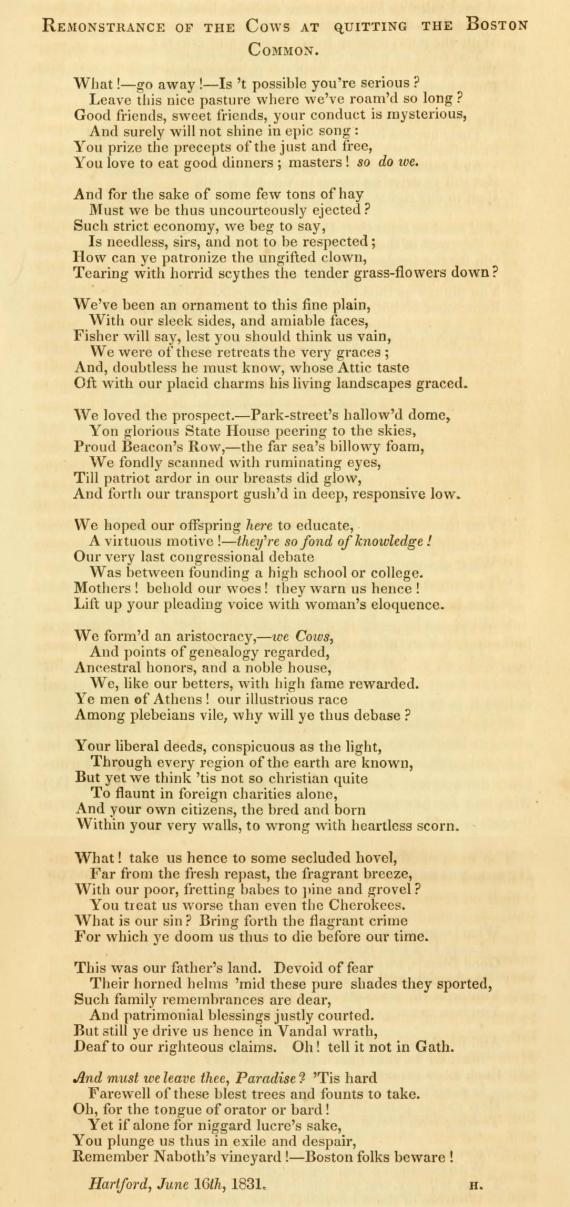 REMONSTRANCE OF THE COWS AT QUITTING THE BOSTON
COMMON.
What!—go away!—Is 't possible you're serious?
Leave this nice pasture where we've roam'd so long?
Good friends, sweet friends, your conduct is mysterious,
And surely will not shine in epic song:
You prize the precepts of the just and free,
You love to eat good dinners; masters! so do we.
And for the sake of some few tons of hay
Must we be thus uncourteously ejected?
Such strict economy, we beg to say,
Is needless, sirs, and not to be respected;
How can ye patronize the ungifted clown,
Tearing with horrid scythes the tender grass-flowers down?
We've been an ornament to this fine plain,
With our sleek sides, and amiable faces,
Fisher will say, lest you should think us vain,
We were of these retreats the very graces;
And, doubtless he must know, whose Attic taste
Oft with our placid charms his living landscapes graced.
We loved the prospect.—Park-street's hallow'd dome,
Yon glorious State House peering to the skies,
Proud Beacon's Row,—the far sea's billowy foam,
We fondly scanned with ruminating eyes,
Till patriot ardor in our breasts did glow,
And forth our transport gush'd in deep, responsive low.
We hoped our offspring here to educate,
A virtuous motive!—they're so fond of knowledge!
Our very last congressional debate
Was between founding a high school or college.
Mothers! behold our woes! they warn us hence!
Lift up your pleading voice with woman's eloquence.
We form'd an aristocracy,—we Cows,
And points of genealogy regarded,
Ancestral honors, and a noble house,
We, like our betters, with high fame rewarded.
Ye men of Athens! our illustrious race
Among plebeians vile, why will ye thus debase?
Your liberal deeds, conspicuous as the light,
Through every region of the earth are known,
But yet we think 'tis not so christian quite
To flaunt in foreign charities alone,
And your own citizens, the bred and born
Within your very walls, to wrong with heartless scorn.
What! take us hence to some secluded hovel,
Far from the fresh repast, the fragrant breeze,
With our poor, fretting babes to pine and grovel?
You treat us worse than even the Cherokees.
What is our sin? Bring forth the flagrant crime
For which ye doom us thus to die before our time.
This was our father's land. Devoid of fear
Their horned helms 'mid these pure shades they sported,
Such family remembrances are dear,
And patrimonial blessings justly courted.
But still ye drive us hence in Vandal wrath,
Deaf to our righteous claims. Oh! tell it not in Gath.
And must we leave thee, Paradise? 'Tis hard
Farewell of these blest trees and founts to take.
Oh, for the tongue of orator or bard!
Yet if alone for niggard lucre's sake,
You plunge us thus in exile and despair,
Remember Naboth's vineyard!—Boston folks beware!
Hartford, June 16th, 1831. H.